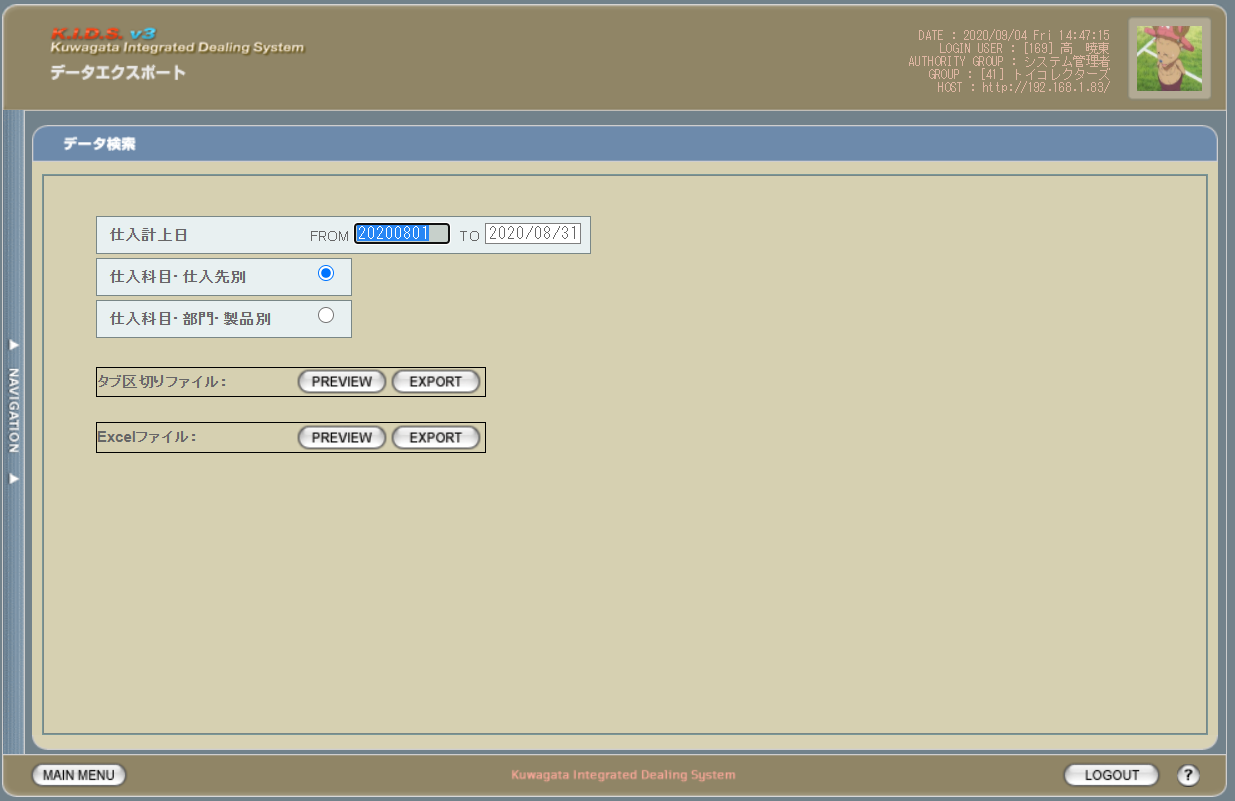 K.I.D.S. v3
Kuwagata Integrated Dealing System
データエクスポート
DATE : 2020/09/04 Fri 14:47:15
LOGIN USER : [169] 高　暁東
AUTHORITY GROUP : システム管理者
GROUP : [41] トイコレクターズ
HOST : http://192.168.1.83/
データ検索
仕入計上日 FROM 20200801 TO 2020/08/31
仕入科目・仕入先別
仕入科目・部門・製品別
タブ区切りファイル： PREVIEW EXPORT
Excelファイル： PREVIEW EXPORT
NAVIGATION
MAIN MENU Kuwagata Integrated Dealing System LOGOUT ?